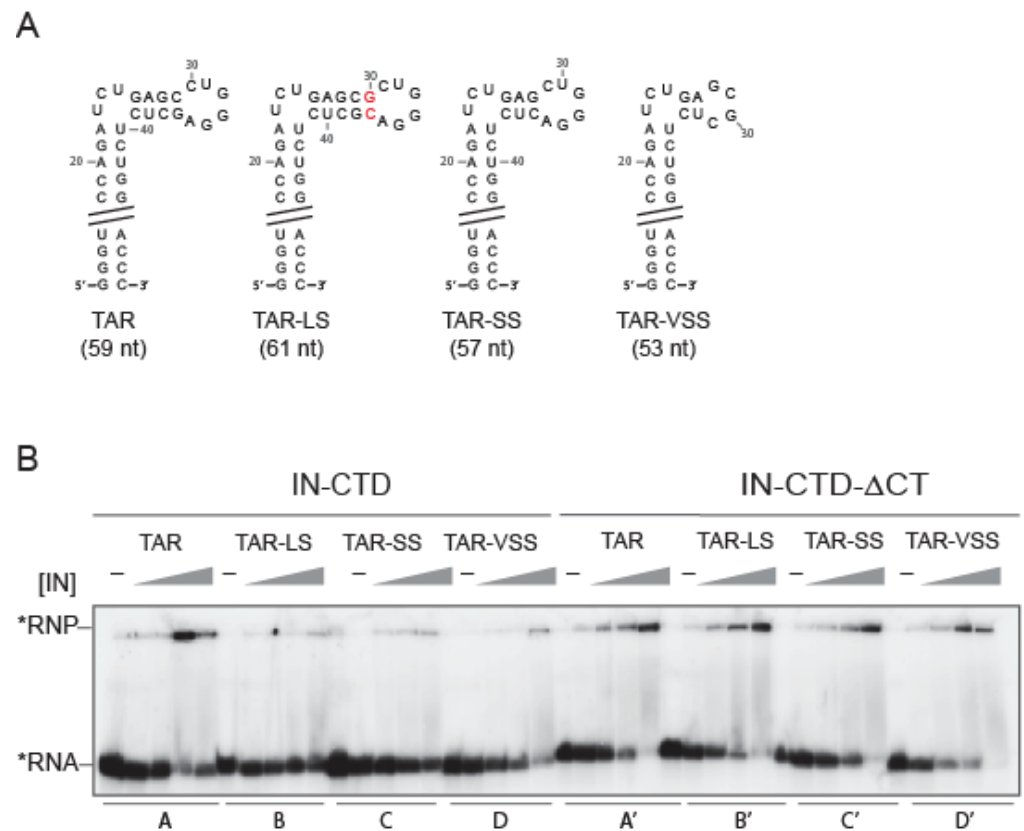 A
30 30 30
C U G A G C C U G G G A G C U C U
C U G A G C G C U G G G A C G C U C U
C U G A G C U G G G A C U C U
C U G A G C G C U C U
U A G A C C U C U G G
U A G A C C U C U G G
U A G A C C U C U G G
U A G A C C U C U G G
20 40 20 40 20 40 20 30
U G G A C C
U G G A C C
U G G A C C
U G G A C C
5'-G C-3' 5'-G C-3' 5'-G C-3' 5'-G C-3'
TAR TAR-LS TAR-SS TAR-VSS
(59 nt) (61 nt) (57 nt) (53 nt)
B
IN-CTD IN-CTD-ΔCT
TAR TAR-LS TAR-SS TAR-VSS TAR TAR-LS TAR-SS TAR-VSS
[IN] – – – – – – – –
*RNP
*RNA
A B C D A' B' C' D'